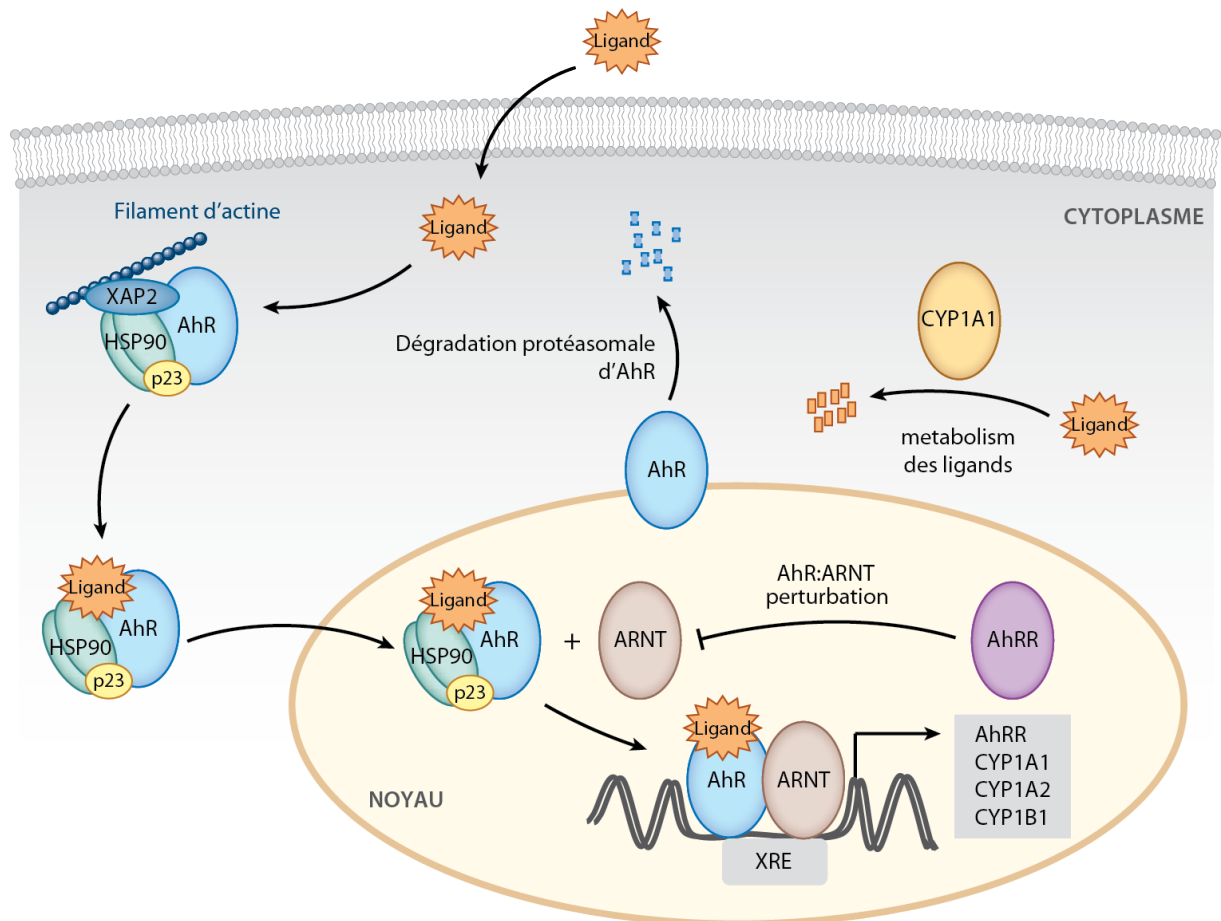 Ligand
CYTOPLASME
Filament d'actine
Ligand
XAP2
AhR
HSP90
p23
Dégradation protéasomale
d'AhR
CYP1A1
Ligand
metabolism
des ligands
AhR
Ligand
AhR
HSP90
p23
Ligand
AhR
HSP90
p23
+
ARNT
AhR:ARNT
perturbation
AhRR
Ligand
AhR
ARNT
XRE
AhRR
CYP1A1
CYP1A2
CYP1B1
NOYAU